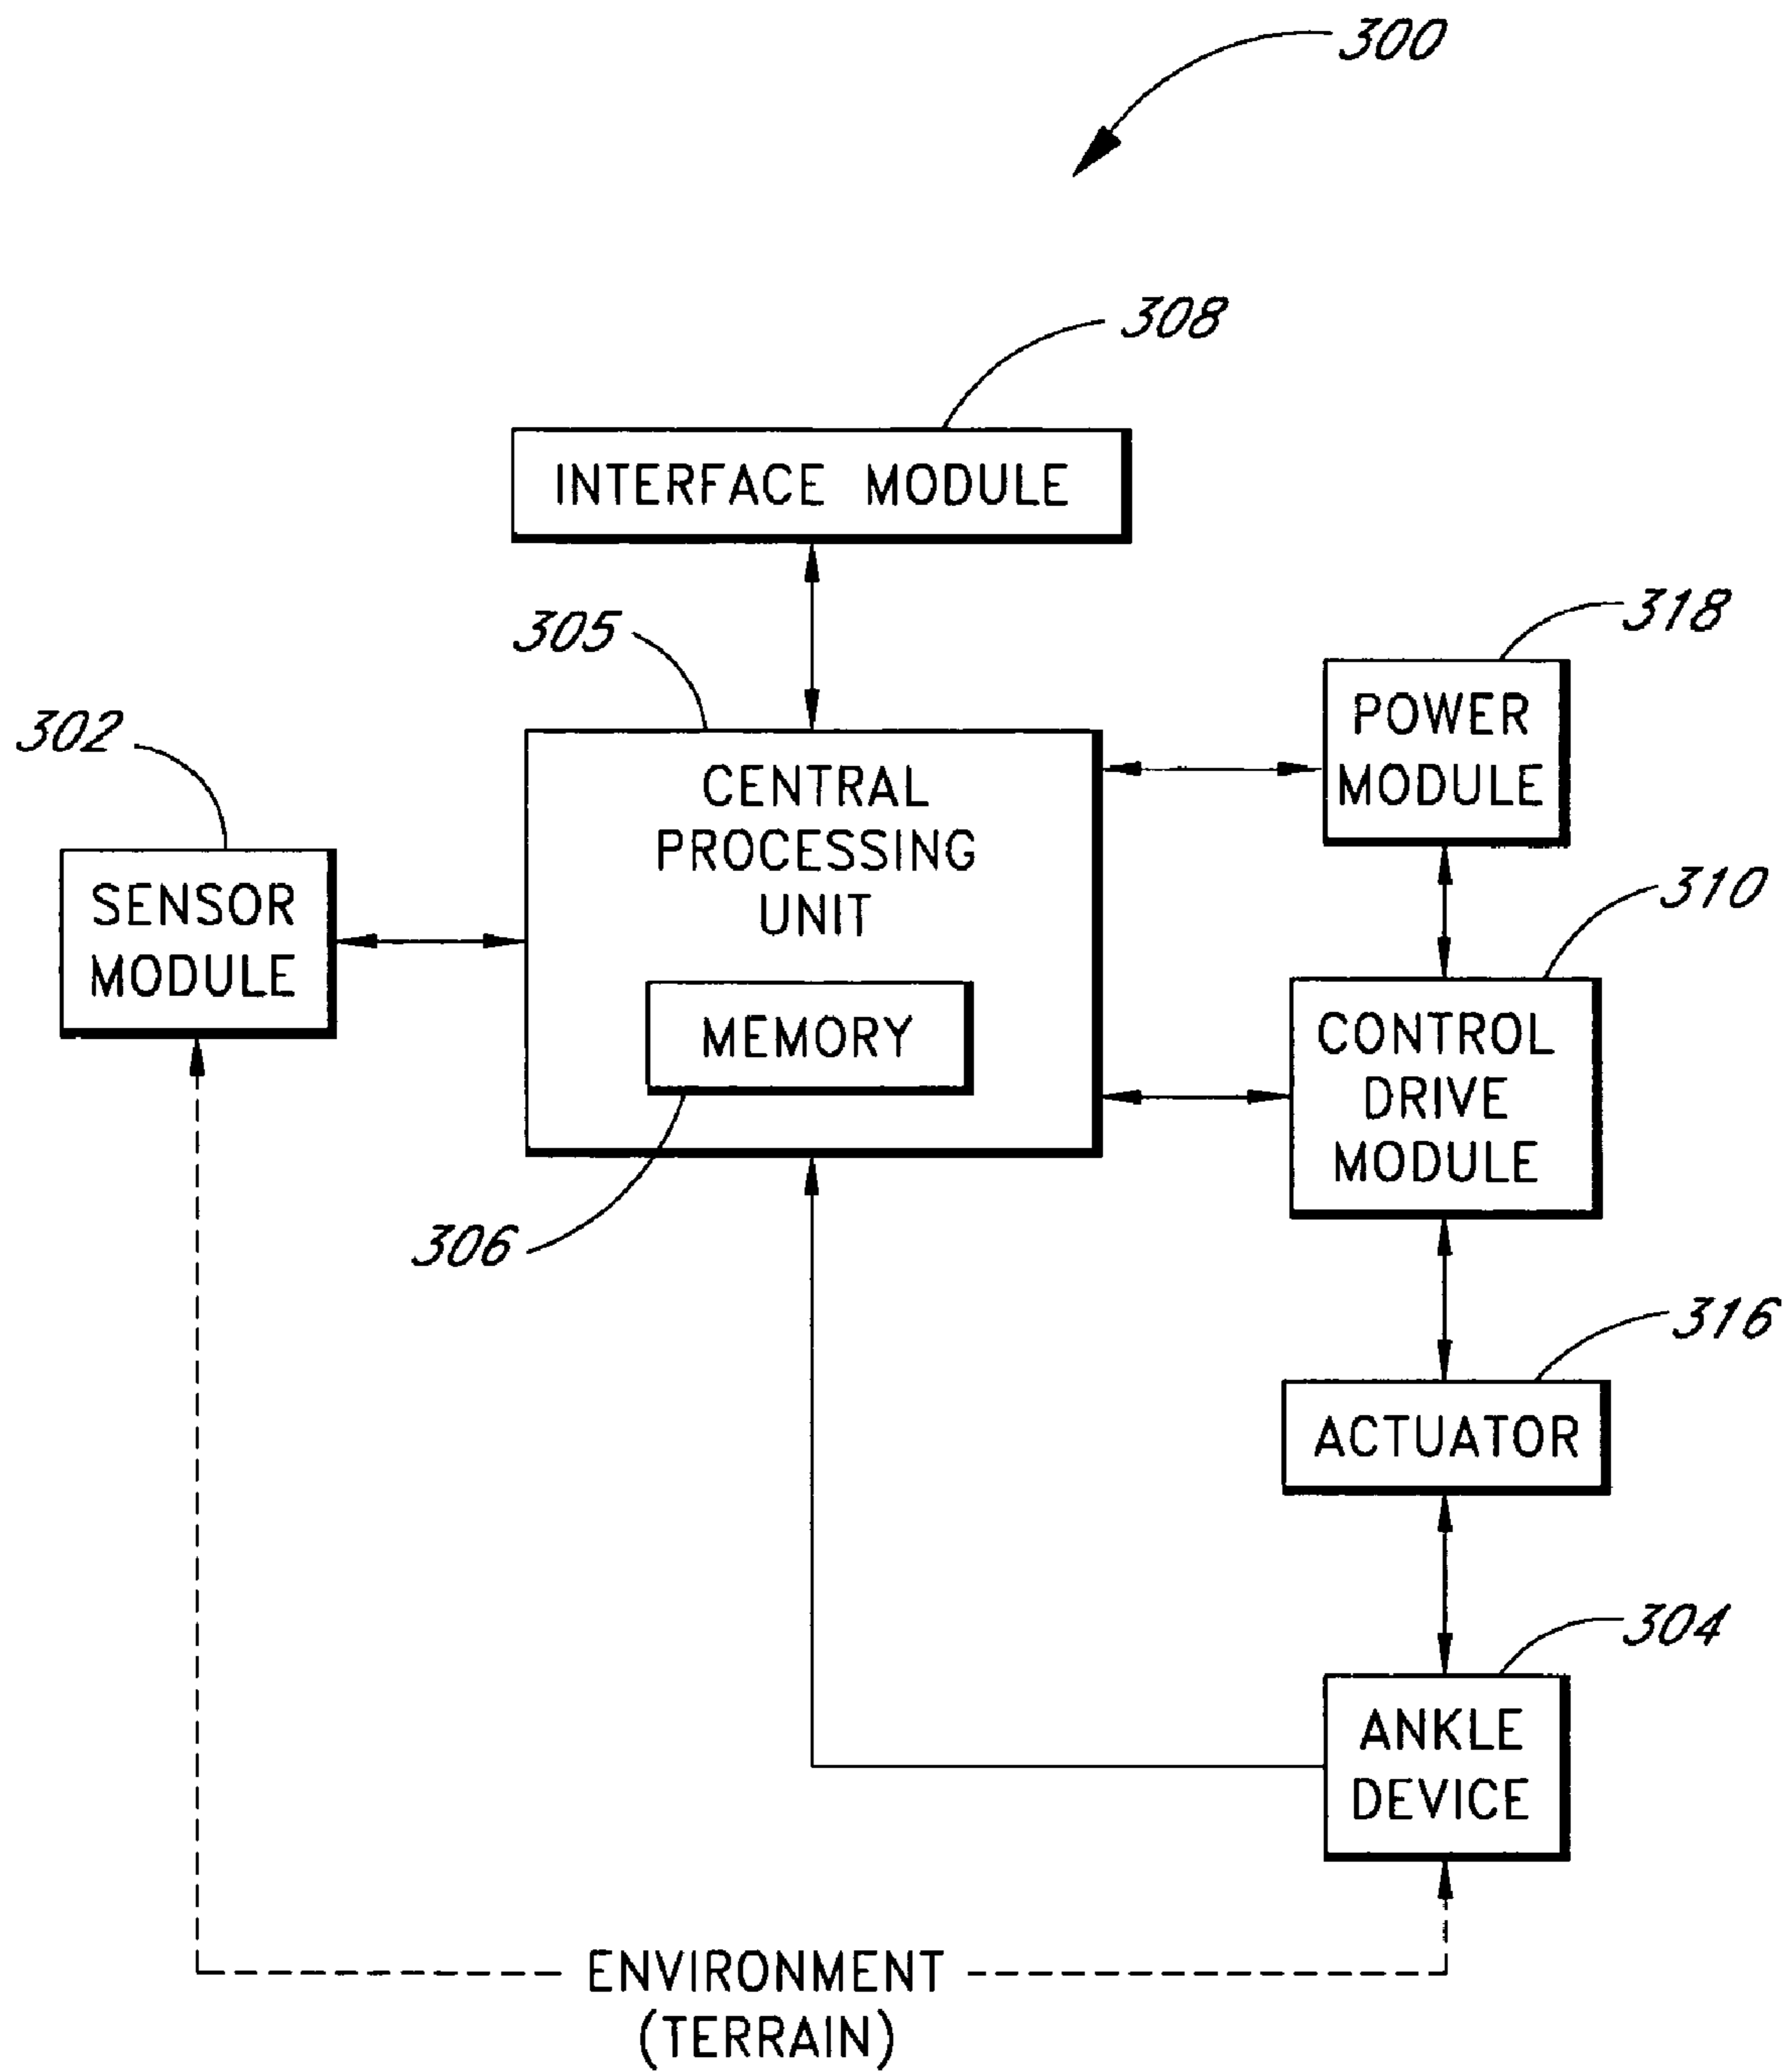 300
308
INTERFACE MODULE
305
318
302
POWER
MODULE
CENTRAL
PROCESSING
UNIT
SENSOR
MODULE
310
MEMORY
CONTROL
DRIVE
MODULE
306
316
ACTUATOR
304
ANKLE
DEVICE
ENVIRONMENT
(TERRAIN)